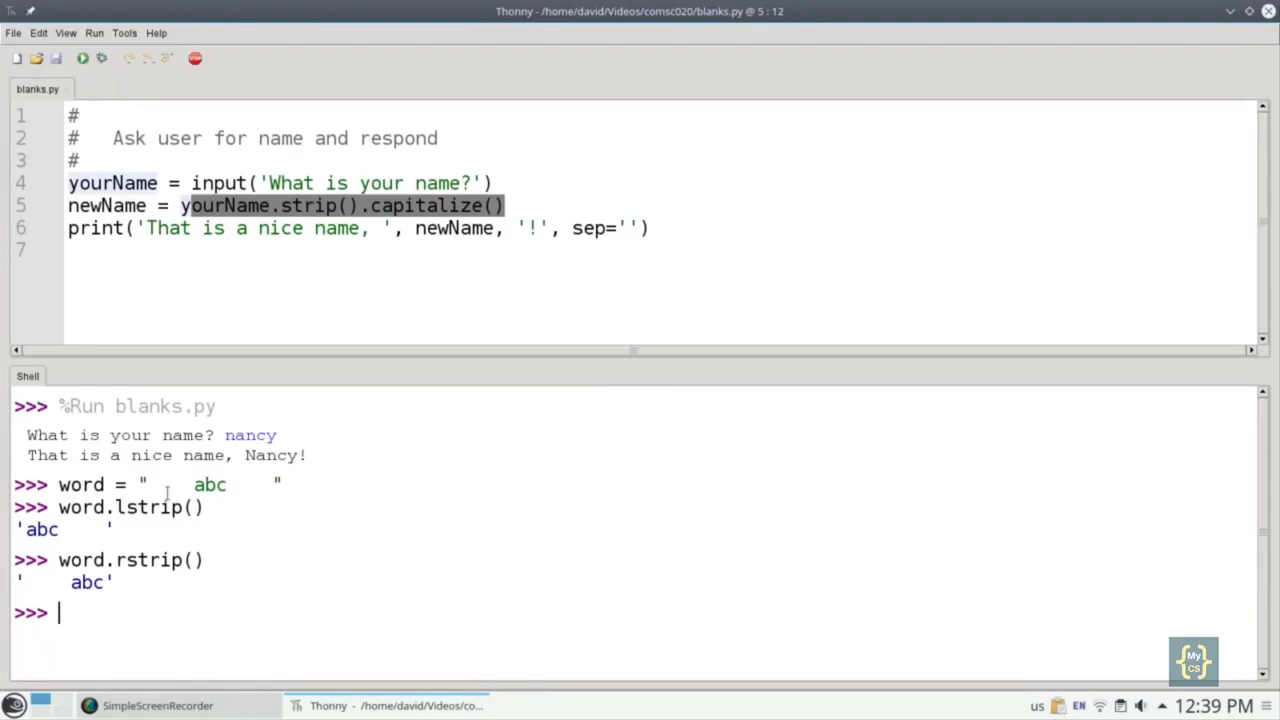 Thonny - /home/david/Videos/comsc020/blanks.py @ 5 : 12
File Edit View Run Tools Help
STOP
blanks.py
1 #
2 #   Ask user for name and respond
3 #
4 yourName = input('What is your name?')
5 newName = yourName.strip().capitalize()
6 print('That is a nice name, ', newName, '!', sep='')
7
Shell
>>> %Run blanks.py
What is your name? nancy
That is a nice name, Nancy!
>>> word = "    abc    "
>>> word.lstrip()
'abc    '
>>> word.rstrip()
'    abc'
>>>
{My CS}
SimpleScreenRecorder
Thonny - /home/david/Videos/co...
us EN 12:39 PM